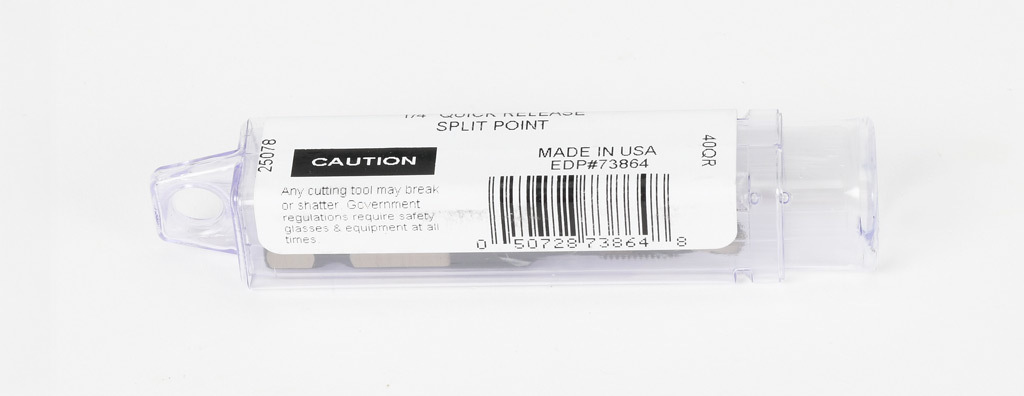 1/4" QUICK RELEASE
SPLIT POINT
25078
CAUTION
Any cutting tool may break
or shatter. Government
regulations require safety
glasses & equipment at all
times
MADE IN USA
EDP#73864
0 50728 73864 8
40QR